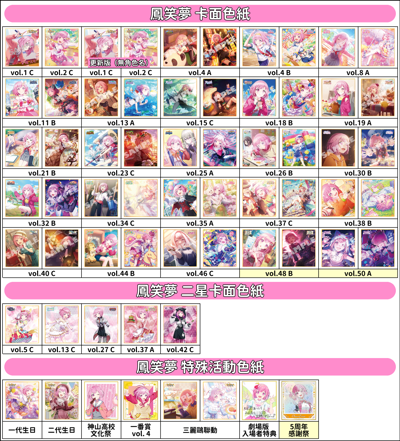 鳳笑夢 卡面色紙
更新版（無角色名）
vol.1 C vol.2 C vol.1 C vol.2 C vol.4 A vol.4 B vol.8 A
vol.11 B vol.13 A vol.15 C vol.18 B vol.19 A
vol.21 B vol.23 C vol.25 A vol.26 B vol.30 B
vol.32 B vol.34 C vol.35 A vol.37 C vol.38 B
vol.40 C vol.44 B vol.46 C vol.48 B vol.50 A
鳳笑夢 二星卡面色紙
vol.5 C vol.13 C vol.27 C vol.37 A vol.42 C
鳳笑夢 特殊活動色紙
一代生日 二代生日 神山高校 一番賞 三麗鷗聯動 劇場版 5周年
文化祭 vol. 4 入場者特典 感謝祭